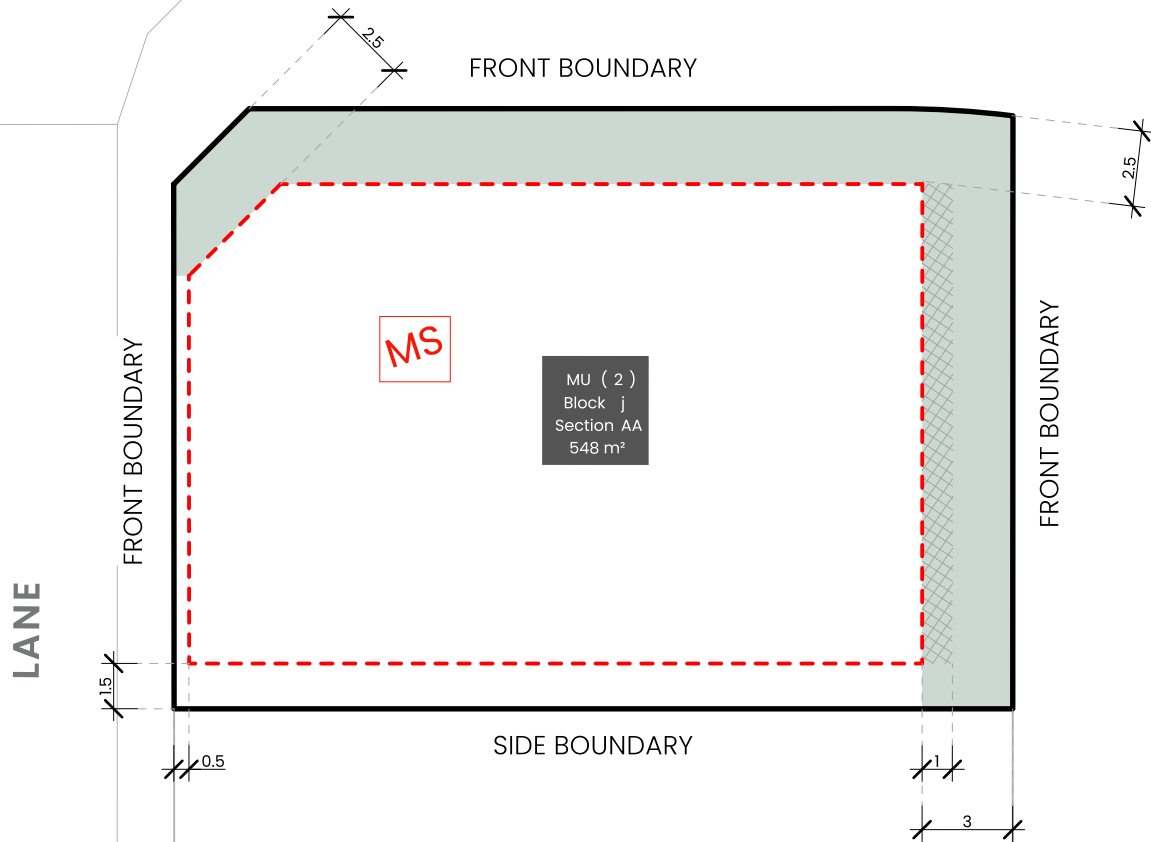 2.5
FRONT BOUNDARY
2.5
MS
MU ( 2 )
Block j
Section AA
548 m²
FRONT BOUNDARY
FRONT BOUNDARY
LANE
1.5
SIDE BOUNDARY
0.5
1
3